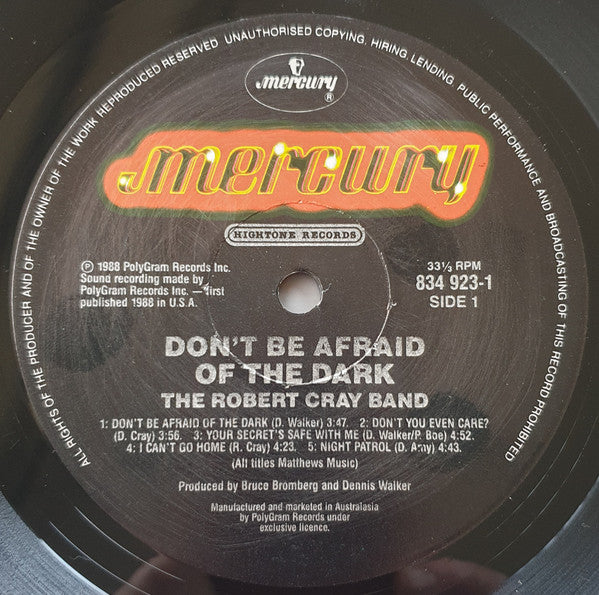 ALL RIGHTS OF THE PRODUCER AND OF THE OWNER OF THE WORK REPRODUCED RESERVED UNAUTHORISED COPYING, HIRING, LENDING, PUBLIC PERFORMANCE AND BROADCASTING OF THIS RECORD PROHIBITED
mercury
®
mercury
HIGHTONE RECORDS
℗ 1988 PolyGram Records Inc.
Sound recording made by
PolyGram Records Inc. — first
published 1988 in U.S.A.
33⅓ RPM
834 923-1
SIDE 1
DON'T BE AFRAID
OF THE DARK
THE ROBERT CRAY BAND
1: DON'T BE AFRAID OF THE DARK (D. Walker) 3:47. 2: DON'T YOU EVEN CARE?
(D. Cray) 3:56. 3: YOUR SECRET'S SAFE WITH ME (D. Walker/P. Boe) 4:52.
4: I CAN'T GO HOME (R. Cray) 4:23. 5: NIGHT PATROL (D. Amy) 4:43.
(All titles Matthews Music)
Produced by Bruce Bromberg and Dennis Walker
Manufactured and marketed in Australasia
by PolyGram Records under
exclusive licence.